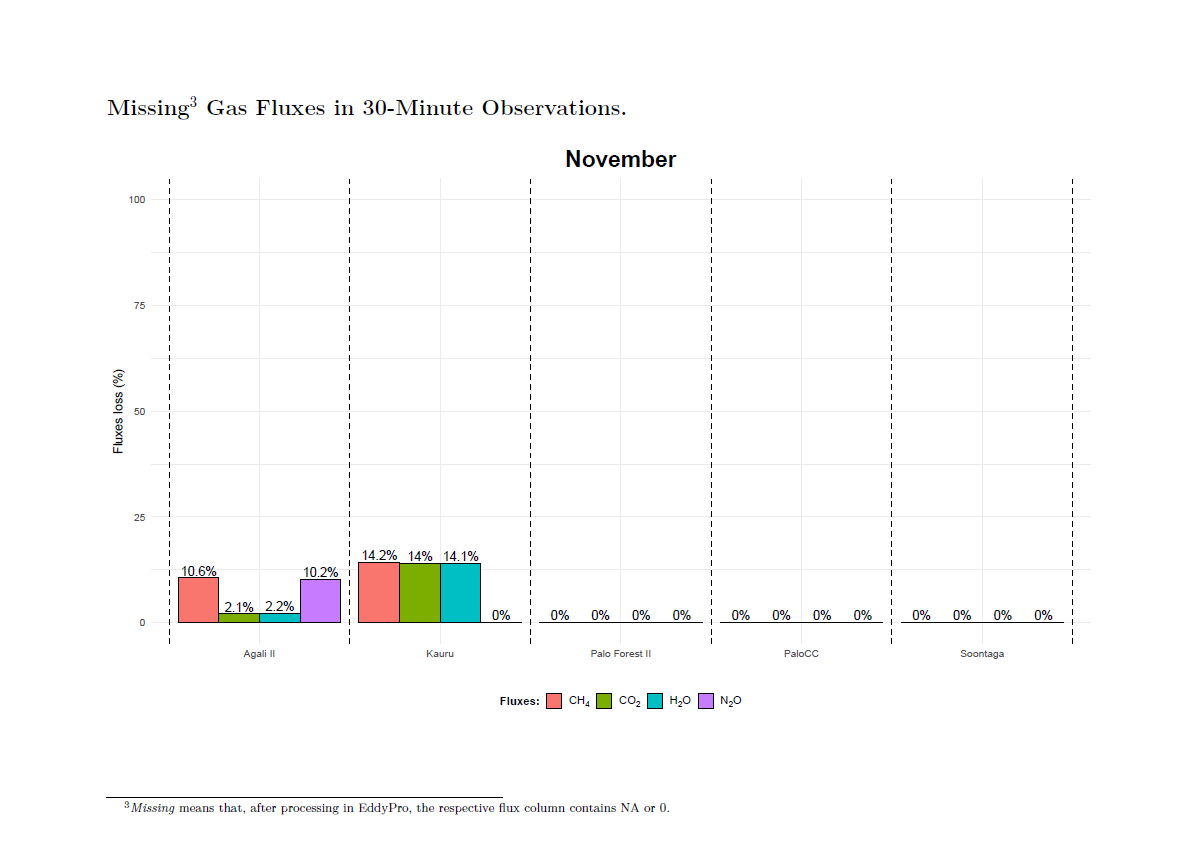 Missing³ Gas Fluxes in 30-Minute Observations.
November
Fluxes loss (%)
100
75
50
25
0
10.6% 2.1% 2.2% 10.2% 14.2% 14% 14.1% 0% 0% 0% 0% 0% 0% 0% 0% 0% 0% 0% 0% 0%
Agali II Kauru Palo Forest II PaloCC Soontaga
Fluxes: CH₄ CO₂ H₂O N₂O
³Missing means that, after processing in EddyPro, the respective flux column contains NA or 0.